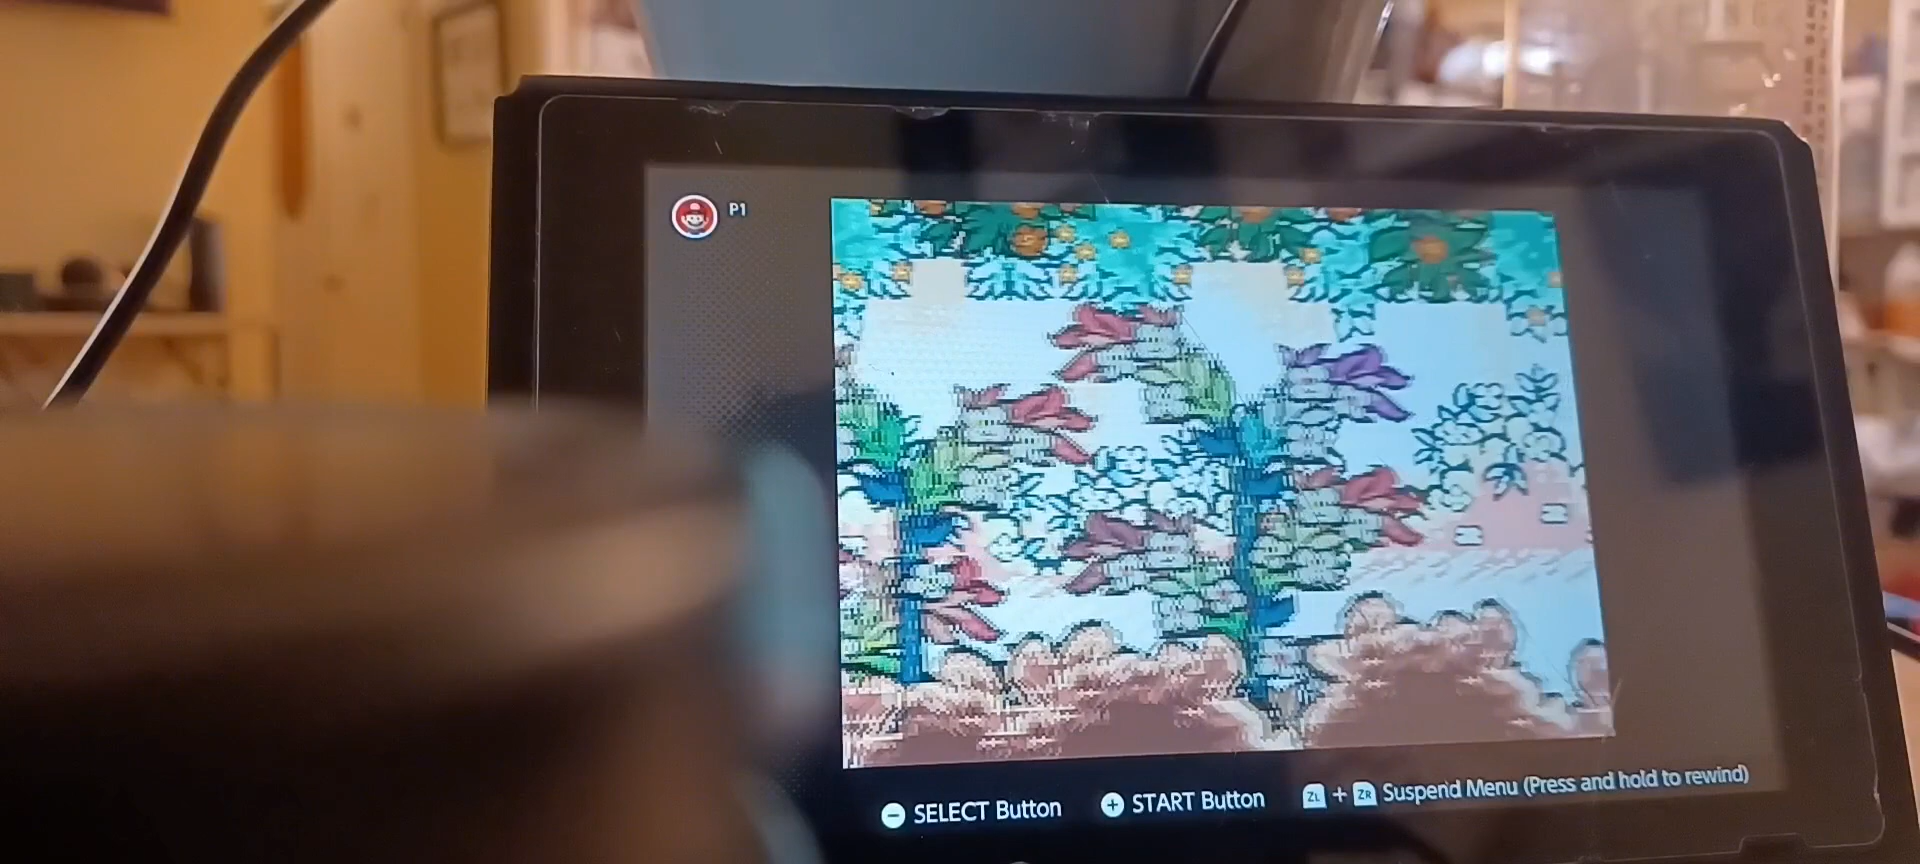 P1
SELECT Button START Button ZL + ZR Suspend Menu (Press and hold to rewind)